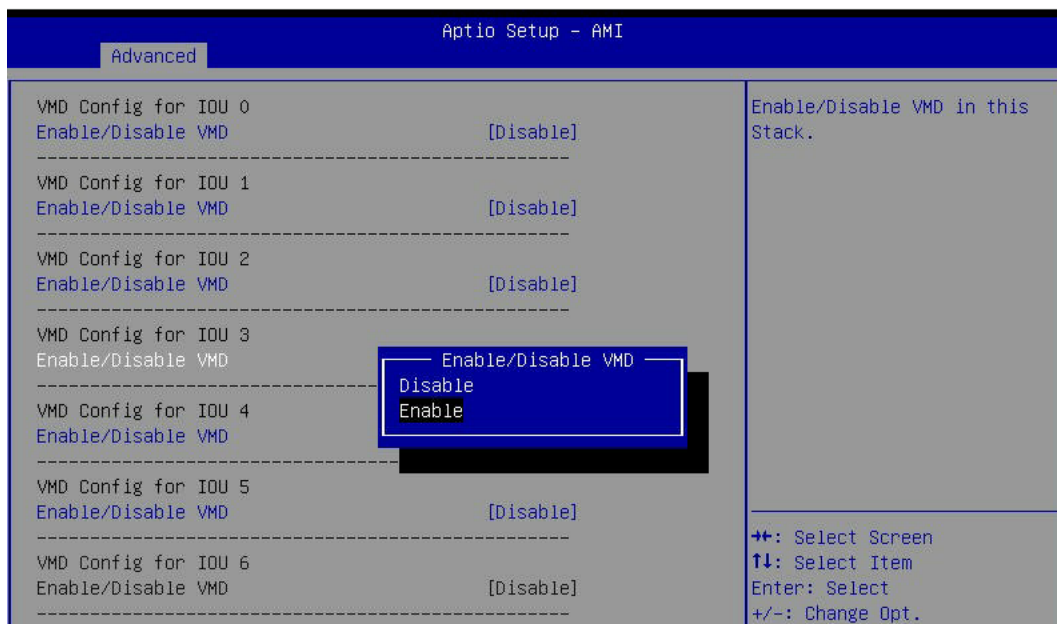 Aptio Setup – AMI
Advanced
VMD Config for IOU 0
Enable/Disable VMD [Disable]
VMD Config for IOU 1
Enable/Disable VMD [Disable]
VMD Config for IOU 2
Enable/Disable VMD [Disable]
VMD Config for IOU 3
Enable/Disable VMD
VMD Config for IOU 4
Enable/Disable VMD
VMD Config for IOU 5
Enable/Disable VMD [Disable]
VMD Config for IOU 6
Enable/Disable VMD [Disable]
Enable/Disable VMD
Disable
Enable
Enable/Disable VMD in this
Stack.
→←: Select Screen
↑↓: Select Item
Enter: Select
+/-: Change Opt.